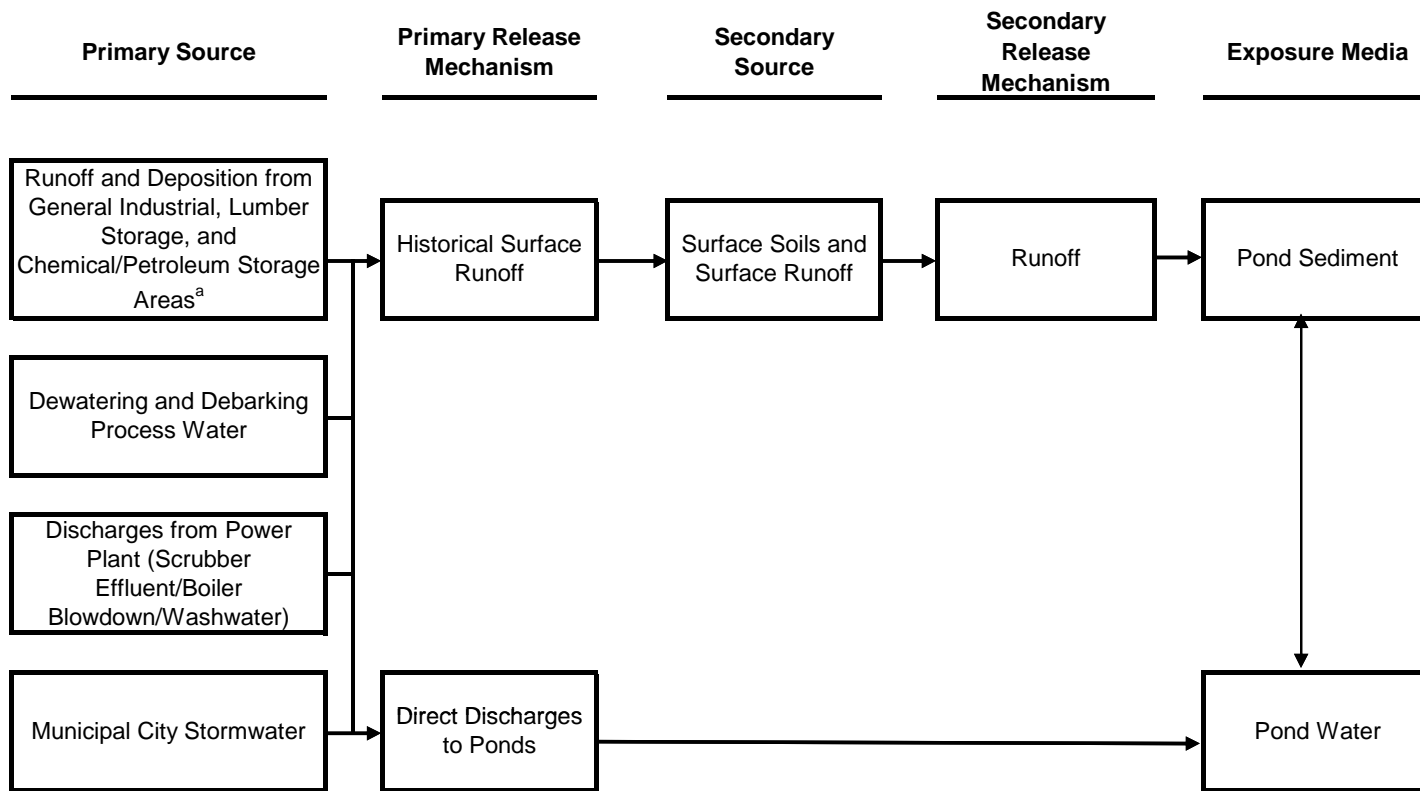 Primary Source
Primary Release
Mechanism
Secondary
Source
Secondary
Release
Mechanism
Exposure Media
Runoff and Deposition from
General Industrial, Lumber
Storage, and
Chemical/Petroleum Storage
Areasᵃ
Historical Surface
Runoff
Surface Soils and
Surface Runoff
Runoff
Pond Sediment
Dewatering and Debarking
Process Water
Discharges from Power
Plant (Scrubber
Effluent/Boiler
Blowdown/Washwater)
Municipal City Stormwater
Direct Discharges
to Ponds
Pond Water